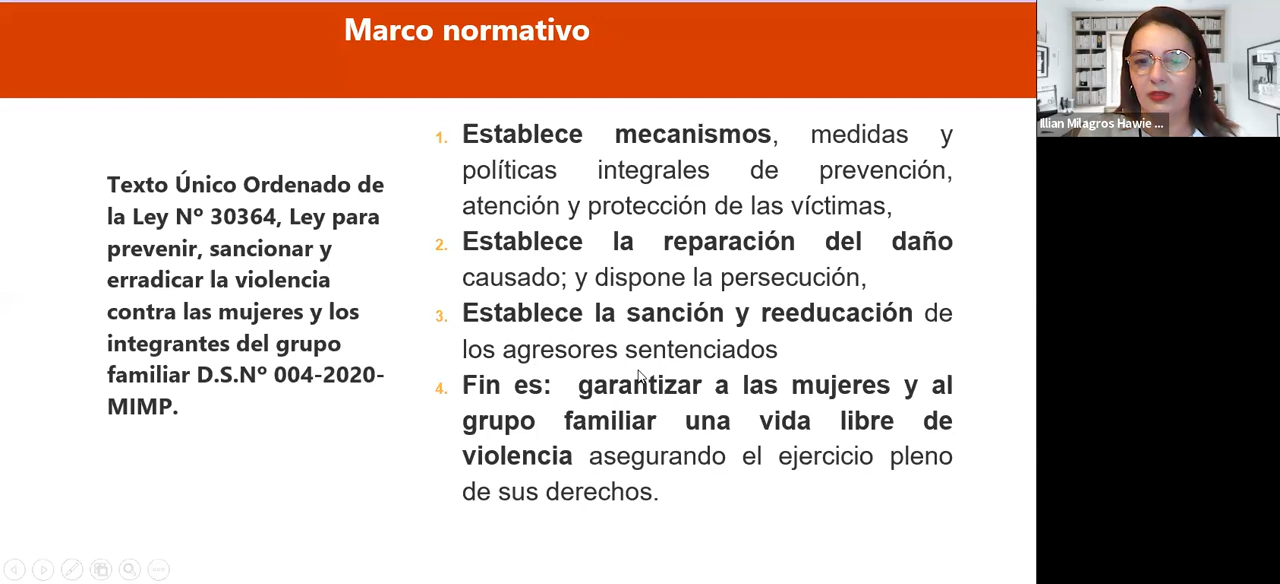 Marco normativo
Illian Milagros Hawie ...
Texto Único Ordenado de
la Ley Nº 30364, Ley para
prevenir, sancionar y
erradicar la violencia
contra las mujeres y los
integrantes del grupo
familiar D.S.Nº 004-2020-
MIMP.
1. Establece mecanismos, medidas y
políticas integrales de prevención,
atención y protección de las víctimas,
2. Establece la reparación del daño
causado; y dispone la persecución,
3. Establece la sanción y reeducación de
los agresores sentenciados
4. Fin es: garantizar a las mujeres y al
grupo familiar una vida libre de
violencia asegurando el ejercicio pleno
de sus derechos.